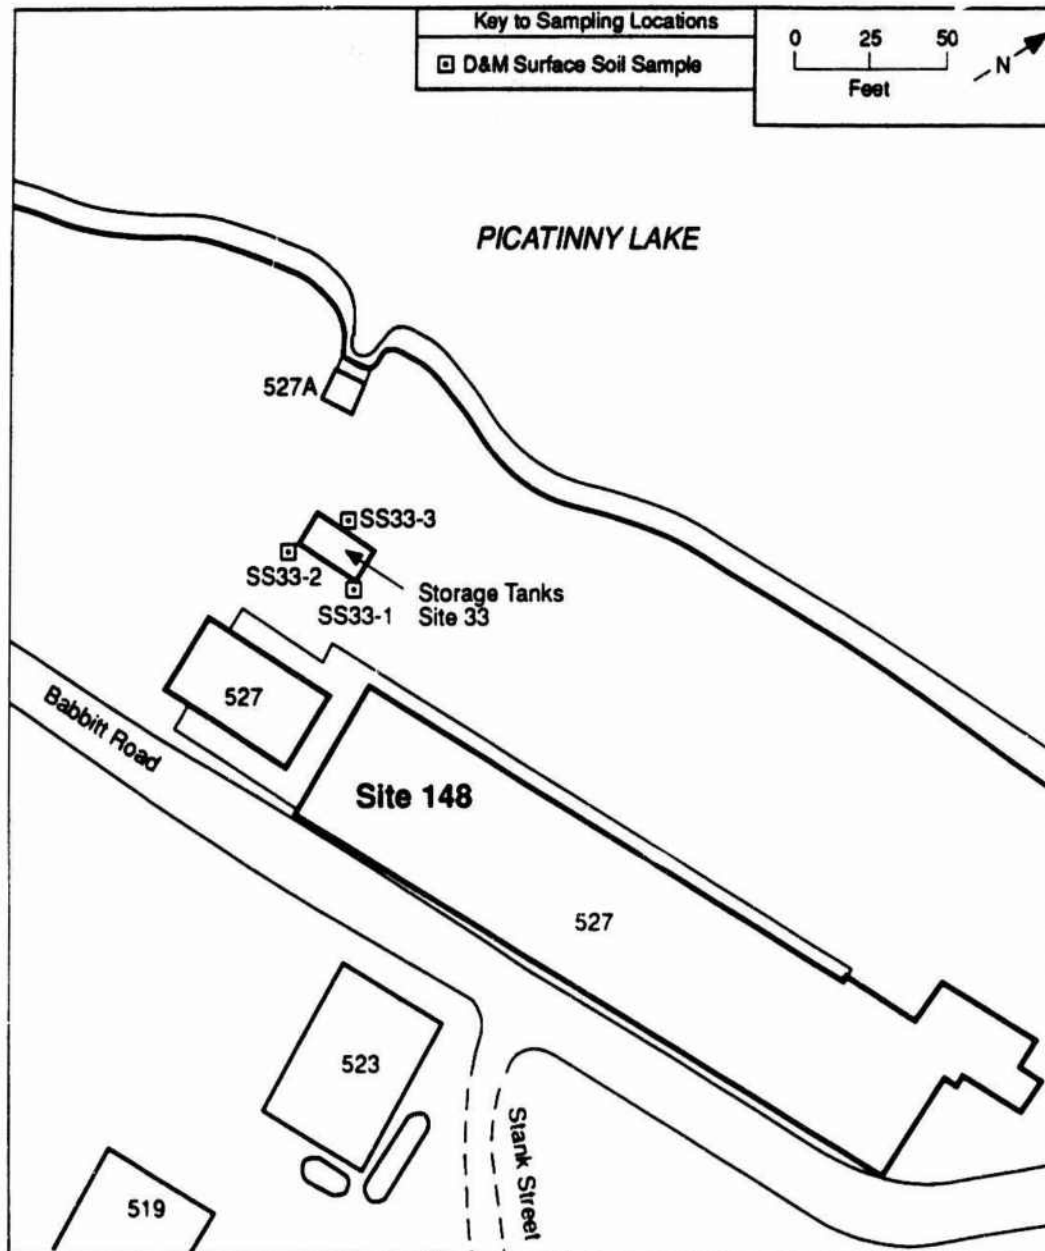 Key to Sampling Locations
D&M Surface Soil Sample
0 25 50
Feet
N
PICATINNY LAKE
527A
SS33-3
SS33-2
SS33-1
Storage Tanks
Site 33
527
Babbitt Road
Site 148
527
523
Stank Street
519